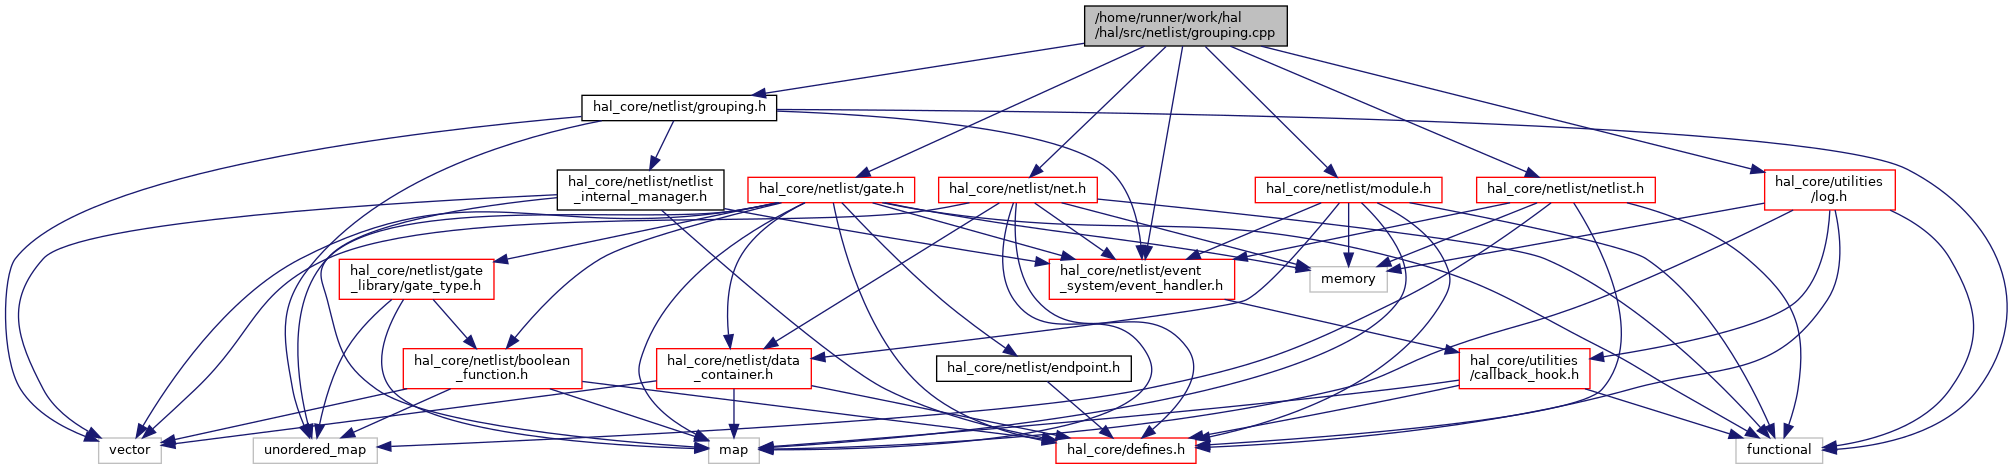 /home/runner/work/hal
/hal/src/netlist/grouping.cpp
hal_core/netlist/grouping.h
hal_core/netlist/netlist
_internal_manager.h
hal_core/netlist/gate.h
hal_core/netlist/net.h
hal_core/netlist/module.h
hal_core/netlist/netlist.h
hal_core/utilities
/log.h
hal_core/netlist/gate
_library/gate_type.h
hal_core/netlist/event
_system/event_handler.h
memory
hal_core/netlist/boolean
_function.h
hal_core/netlist/data
_container.h
hal_core/netlist/endpoint.h
hal_core/utilities
/callback_hook.h
vector
unordered_map
map
hal_core/defines.h
functional